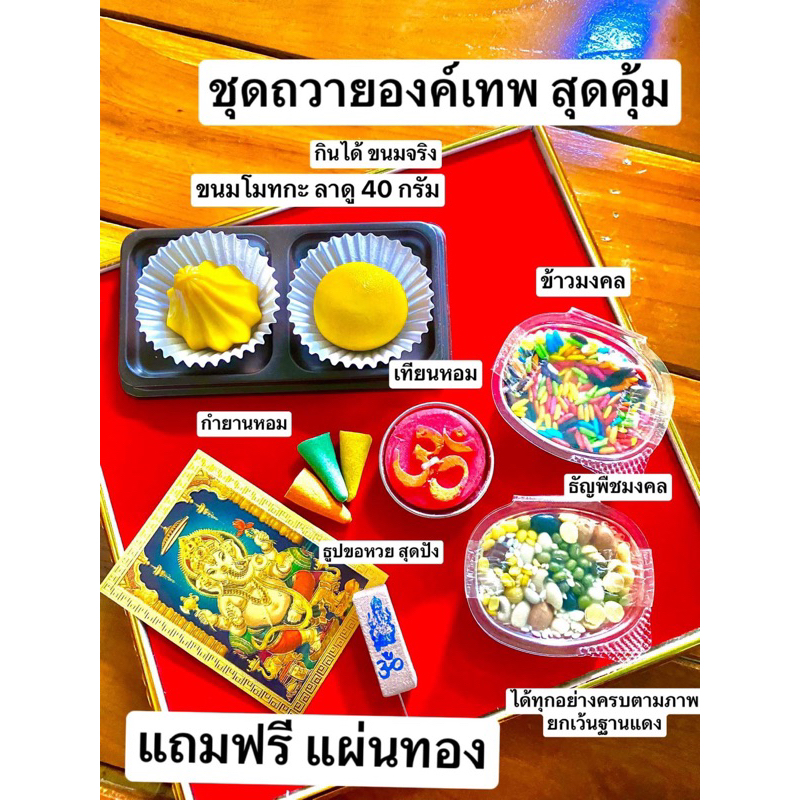 ชุดถวายองค์เทพ สุดคุ้ม
กินได้ ขนมจริง
ขนมโมทกะ ลาดู 40 กรัม
ข้าวมงคล
เทียนหอม
กำยานหอม
ธัญพืชมงคล
ธูปขอหวย สุดปัง
ได้ทุกอย่างครบตามภาพ
ยกเว้นฐานแดง
แถมฟรี แผ่นทอง
ॐ
ॐ